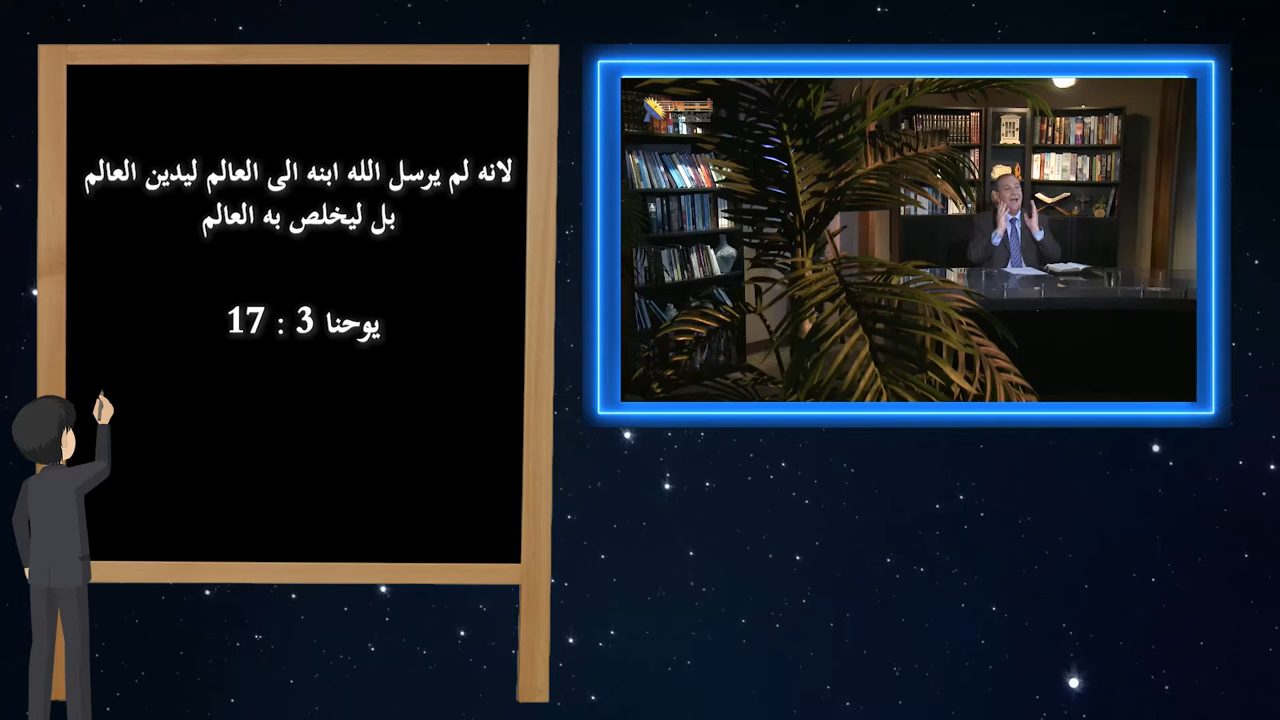 لانه لم يرسل الله ابنه الى العالم ليدين العالم
بل ليخلص به العالم
يوحنا 3 : 17